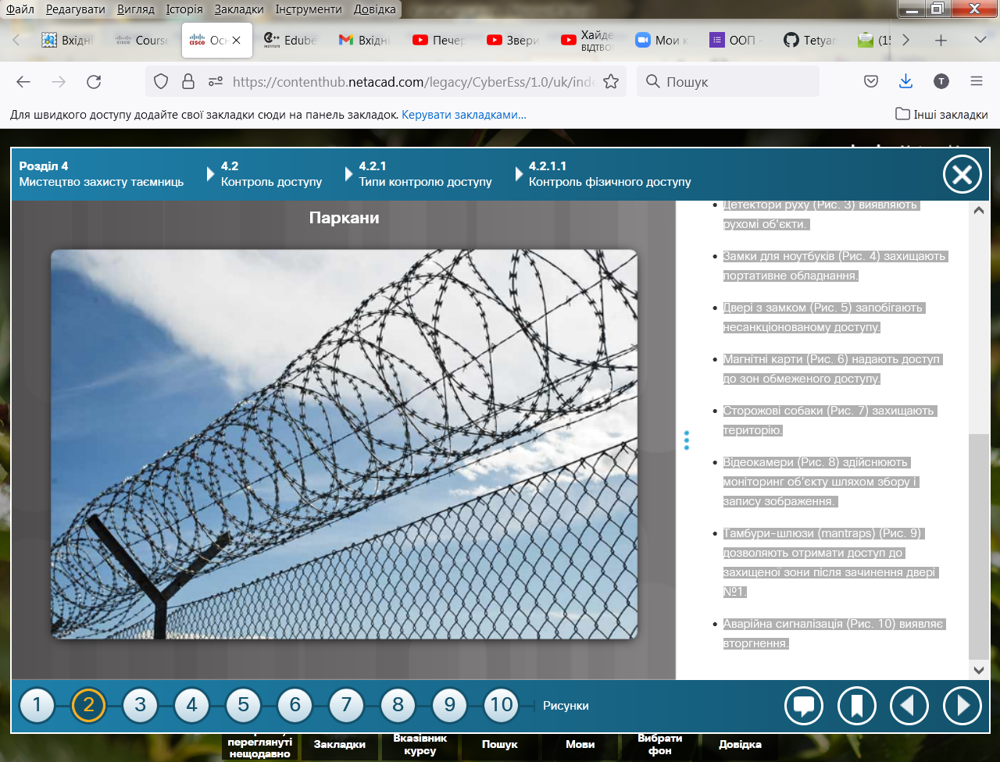 Файл Редагувати Вигляд Історія Закладки Інструменти Довідка
Вхідні Course Осн Edube Вхідні Печер Звери Хайде Мои к ООП - Tetyan (15
ВІДТВО
https://contenthub.netacad.com/legacy/CyberEss/1.0/uk/inde Пошук T
Для швидкого доступу додайте свої закладки сюди на панель закладок. Керувати закладками... Інші закладки
Розділ 4
Мистецтво захисту таємниць
4.2
Контроль доступу
4.2.1
Типи контролю доступу
4.2.1.1
Контроль фізичного доступу
Паркани
• Детектори руху (Рис. 3) виявляють
рухомі об'єкти.
• Замки для ноутбуків (Рис. 4) захищають
портативне обладнання.
• Двері з замком (Рис. 5) запобігають
несанкціонованому доступу.
• Магнітні карти (Рис. 6) надають доступ
до зон обмеженого доступу.
• Сторожові собаки (Рис. 7) захищають
територію.
• Відеокамери (Рис. 8) здійснюють
моніторинг об'єкту шляхом збору і
запису зображення.
• Тамбури-шлюзи (mantraps) (Рис. 9)
дозволяють отримати доступ до
захищеної зони після зачинення двері
№1.
• Аварійна сигналізація (Рис. 10) виявляє
вторгнення.
1 2 3 4 5 6 7 8 9 10 Рисунки
переглянуті
нещодавно
Закладки
Вказівник
курсу
Пошук
Мови
Вибрати
фон
Довідка